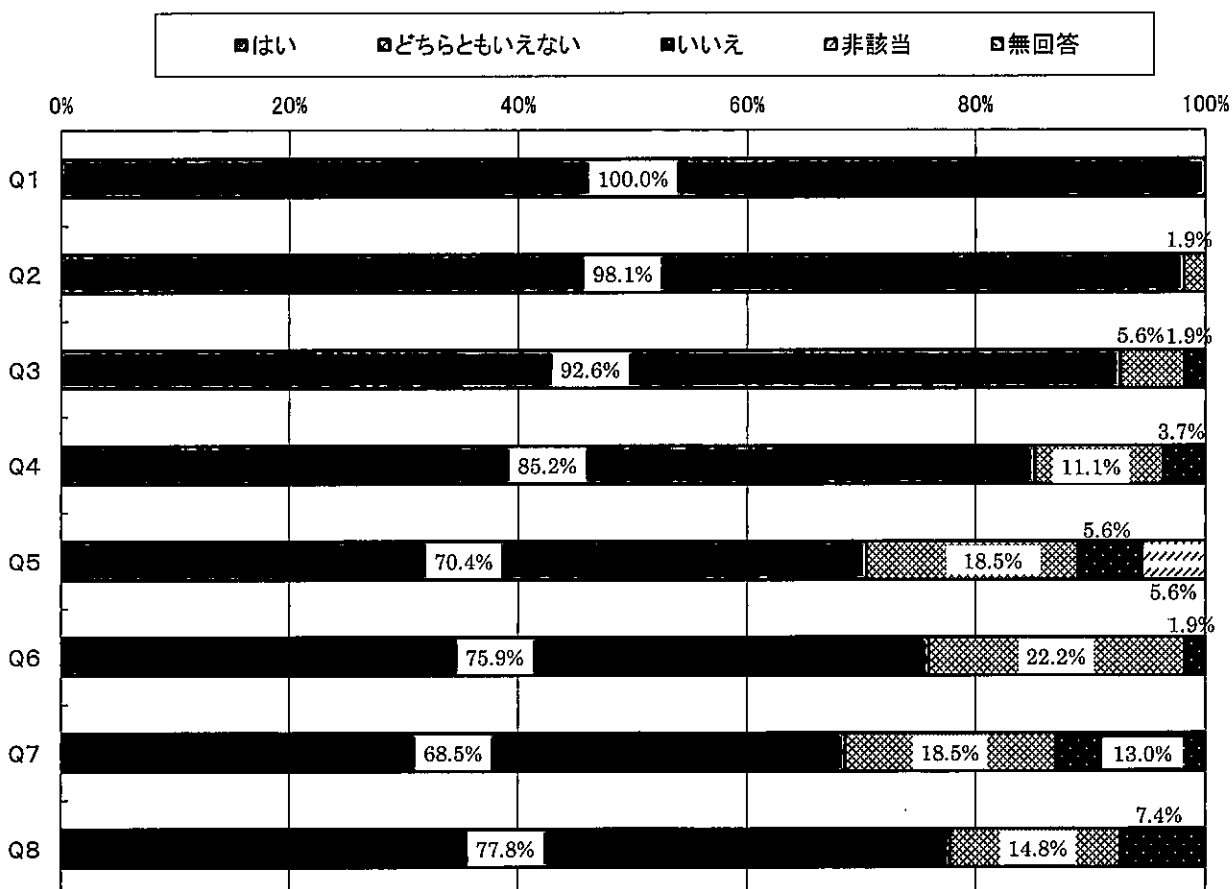 はい どちらともいえない いいえ 非該当 無回答
0% 20% 40% 60% 80% 100%
Q1 100.0%
1.9%
Q2 98.1%
5.6% 1.9%
Q3 92.6%
3.7%
Q4 85.2% 11.1%
5.6%
Q5 70.4% 18.5%
5.6%
1.9%
Q6 75.9% 22.2%
Q7 68.5% 18.5% 13.0%
7.4%
Q8 77.8% 14.8%